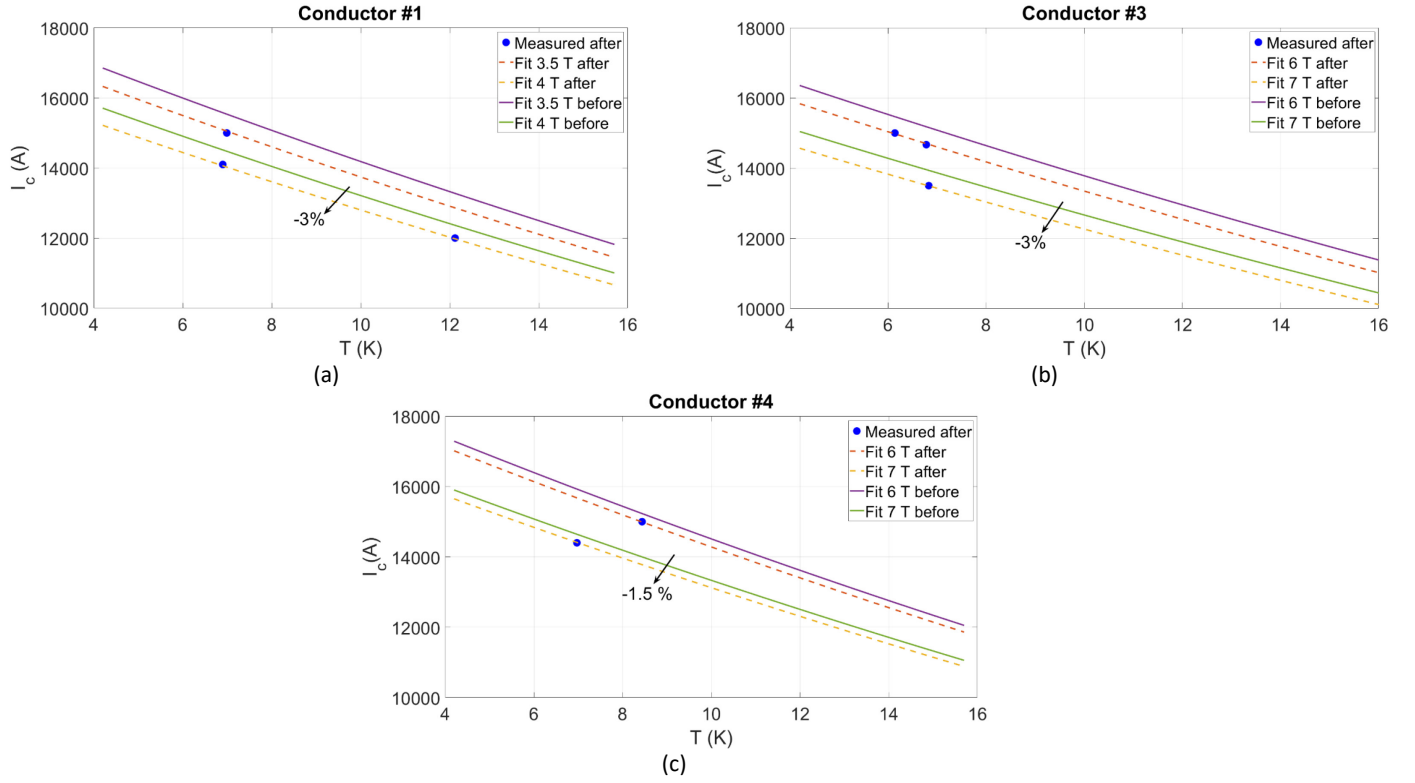 Conductor #1
18000
16000
14000
12000
10000
I_c (A)
4
6
8
10
12
14
16
T (K)
Measured after
Fit 3.5 T after
Fit 4 T after
Fit 3.5 T before
Fit 4 T before
-3%
(a)
Conductor #3
18000
16000
14000
12000
10000
I_c(A)
4
6
8
10
12
14
16
T (K)
Measured after
Fit 6 T after
Fit 7 T after
Fit 6 T before
Fit 7 T before
-3%
(b)
Conductor #4
18000
16000
14000
12000
10000
I_c(A)
4
6
8
10
12
14
16
T (K)
Measured after
Fit 6 T after
Fit 7 T after
Fit 6 T before
Fit 7 T before
-1.5 %
(c)